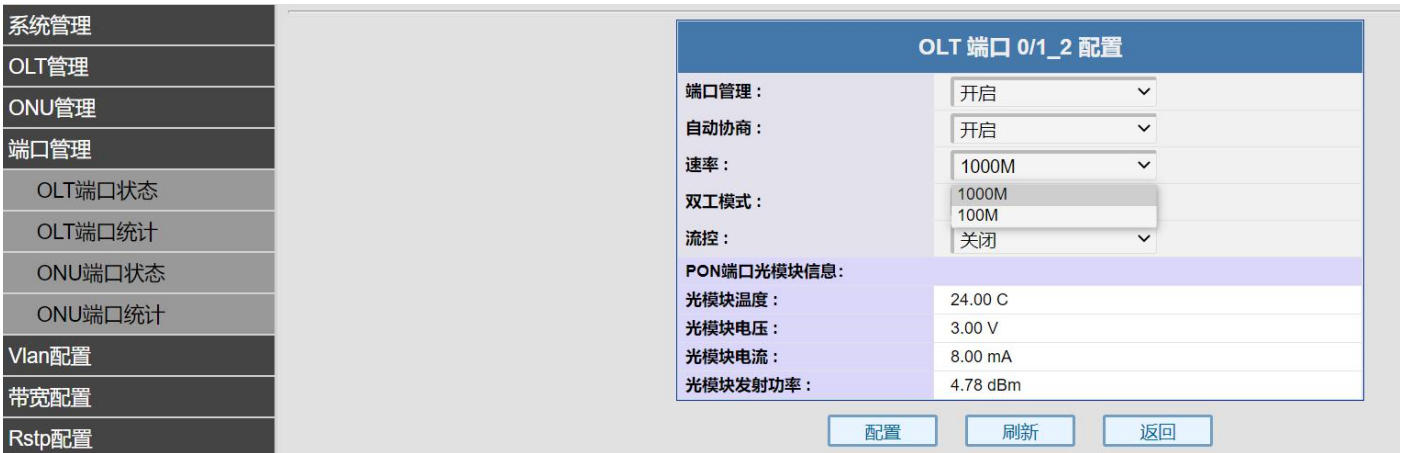 系统管理
OLT管理
ONU管理
端口管理
OLT端口状态
OLT端口统计
ONU端口状态
ONU端口统计
Vlan配置
带宽配置
Rstp配置
OLT 端口 0/1_2 配置
端口管理： 开启
自动协商： 开启
速率： 1000M
1000M
双工模式：
100M
流控： 关闭
PON端口光模块信息:
光模块温度： 24.00 C
光模块电压： 3.00 V
光模块电流： 8.00 mA
光模块发射功率： 4.78 dBm
配置 刷新 返回